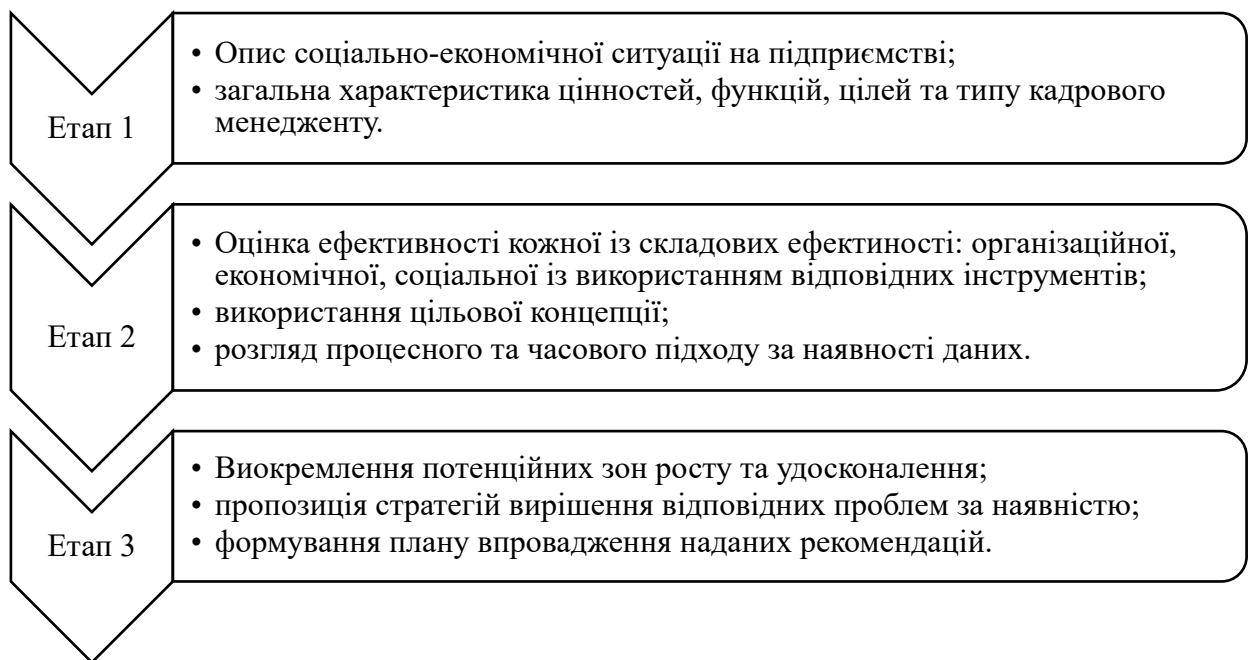 Етап 1
• Опис соціально-економічної ситуації на підприємстві;
• загальна характеристика цінностей, функцій, цілей та типу кадрового
менедженту.
Етап 2
• Оцінка ефективності кожної із складових ефектиності: організаційної,
економічної, соціальної із використанням відповідних інструментів;
• використання цільової концепції;
• розгляд процесного та часового підходу за наявності даних.
Етап 3
• Виокремлення потенційних зон росту та удосконалення;
• пропозиція стратегій вирішення відповідних проблем за наявністю;
• формування плану впровадження наданих рекомендацій.